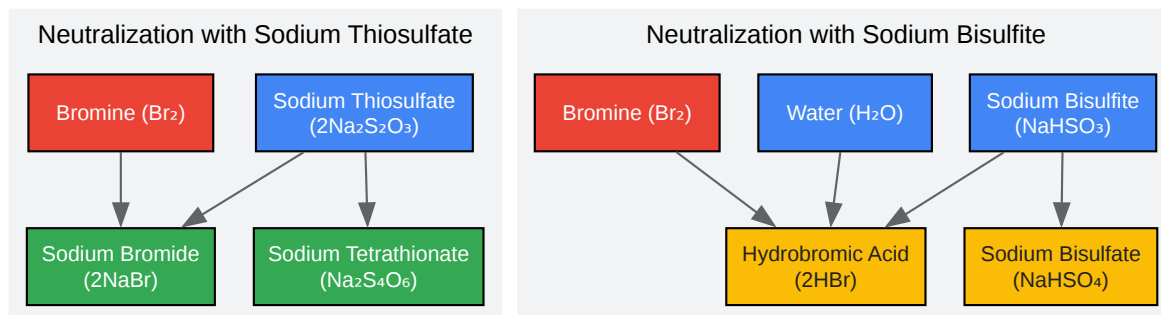 Neutralization with Sodium Thiosulfate
Bromine (Br₂)
Sodium Thiosulfate
(2Na₂S₂O₃)
Sodium Bromide
(2NaBr)
Sodium Tetrathionate
(Na₂S₄O₆)
Neutralization with Sodium Bisulfite
Bromine (Br₂)
Water (H₂O)
Sodium Bisulfite
(NaHSO₃)
Hydrobromic Acid
(2HBr)
Sodium Bisulfate
(NaHSO₄)